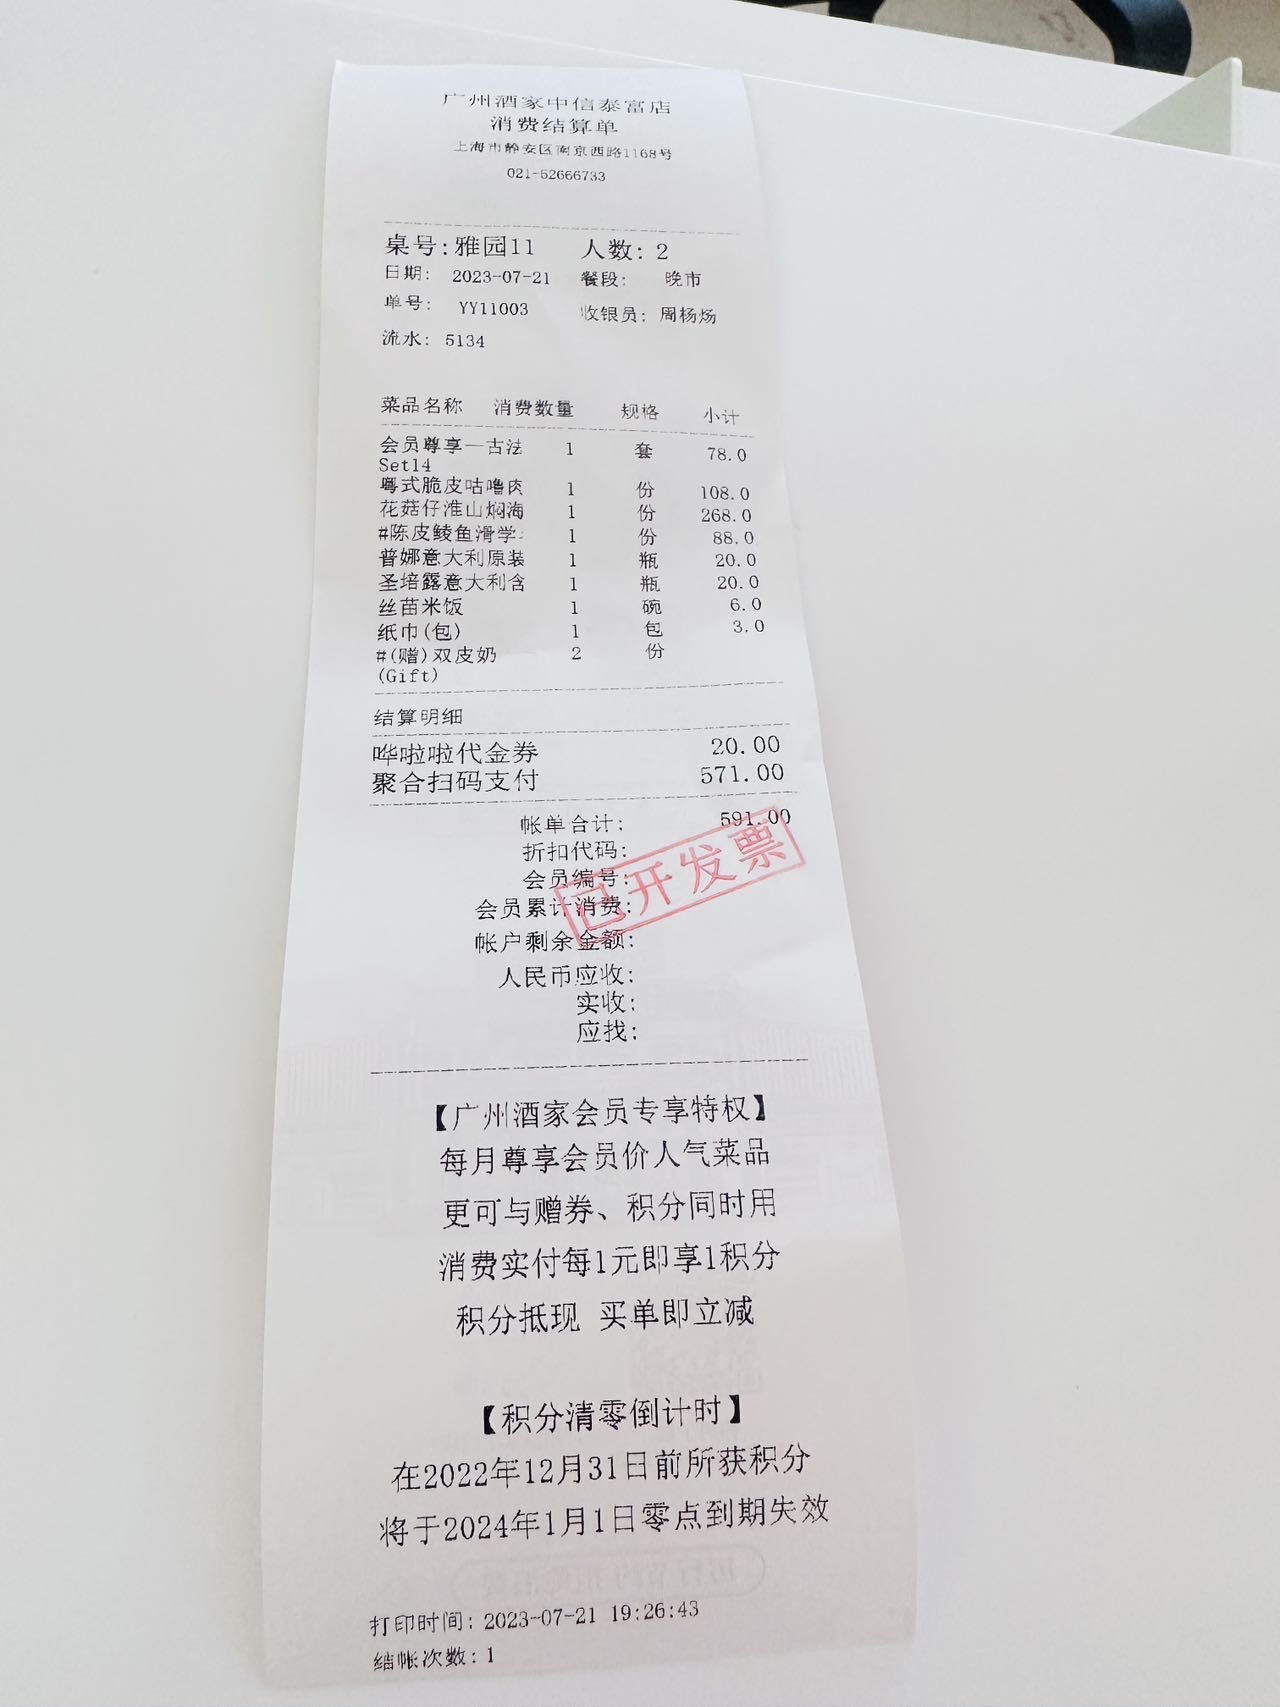 广州酒家中信泰富店
消费结算单
上海市静安区南京西路1168号
021-52666733
桌号:雅园11 人数: 2
日期: 2023-07-21 餐段: 晚市
单号: YY11003 收银员: 周杨炀
流水: 5134
菜品名称 消费数量 规格 小计
会员尊享一古法 1 套 78.0
Set14
粤式脆皮咕噜肉 1 份 108.0
花菇仔淮山焖海 1 份 268.0
#陈皮鲮鱼滑学 1 份 88.0
普娜意大利原装 1 瓶 20.0
圣培露意大利含 1 瓶 20.0
丝苗米饭 1 碗 6.0
纸巾(包) 1 包 3.0
#(赠)双皮奶 2 份
(Gift)
结算明细
哗啦啦代金券 20.00
聚合扫码支付 571.00
帐单合计: 591.00
折扣代码:
会员编号:
会员累计消费:
已开发票
帐户剩余金额:
人民币应收:
实收:
应找:
【广州酒家会员专享特权】
每月尊享会员价人气菜品
更可与赠券、积分同时用
消费实付每1元即享1积分
积分抵现 买单即立减
【积分清零倒计时】
在2022年12月31日前所获积分
将于2024年1月1日零点到期失效
打印时间: 2023-07-21 19:26:43
结帐次数: 1